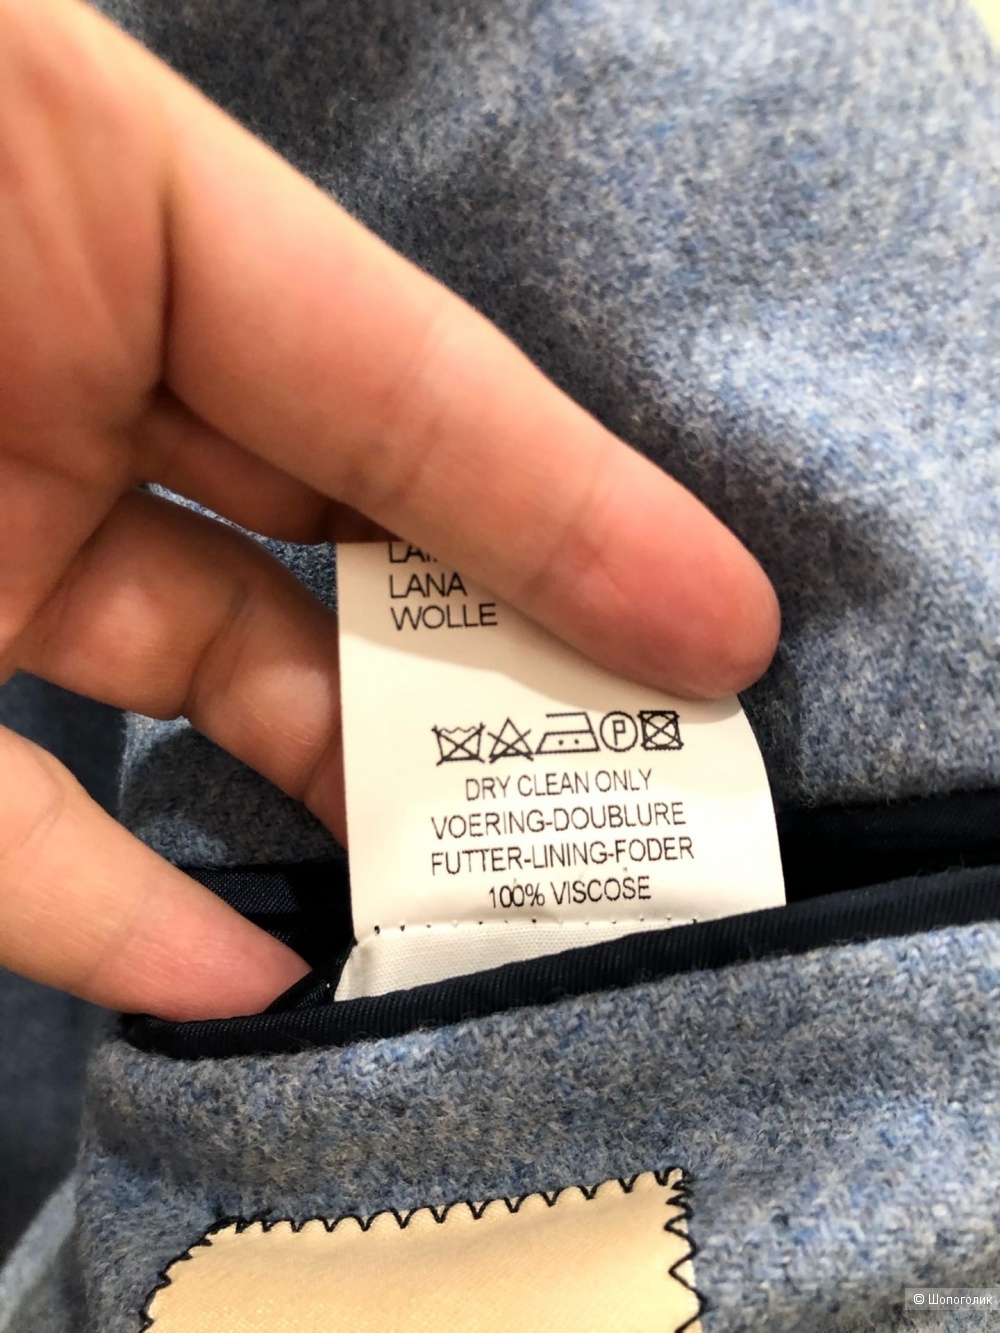 LANA
WOLLE
P
DRY CLEAN ONLY
VOERING-DOUBLURE
FUTTER-LINING-FODER
100% VISCOSE
© Шопоголик